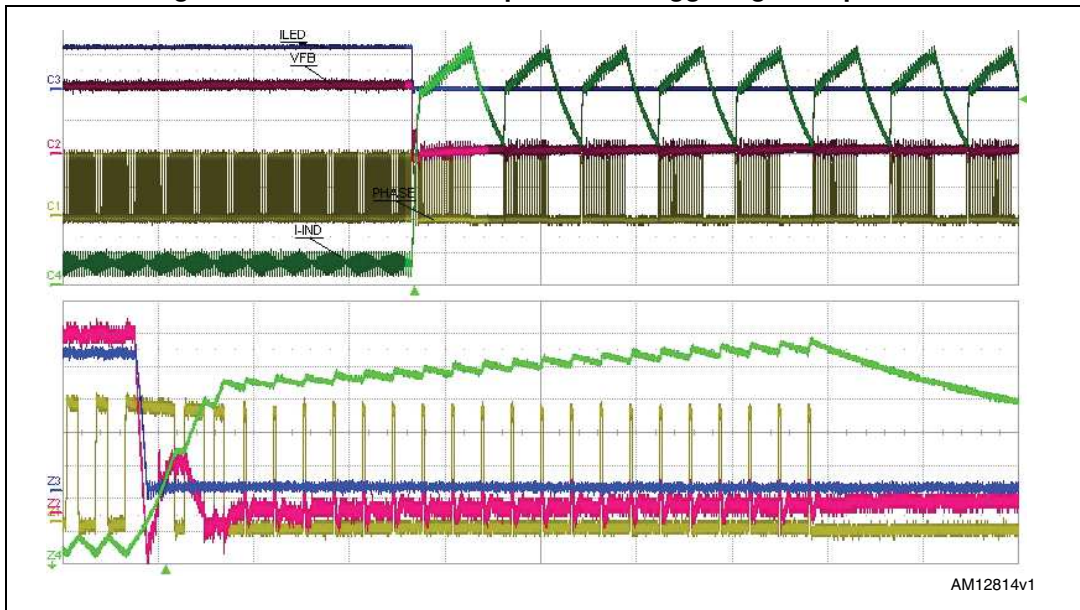 ILED
VFB
C3
C2
PHASE
C1
I-IND
C4
Z3
Z4
AM12814v1